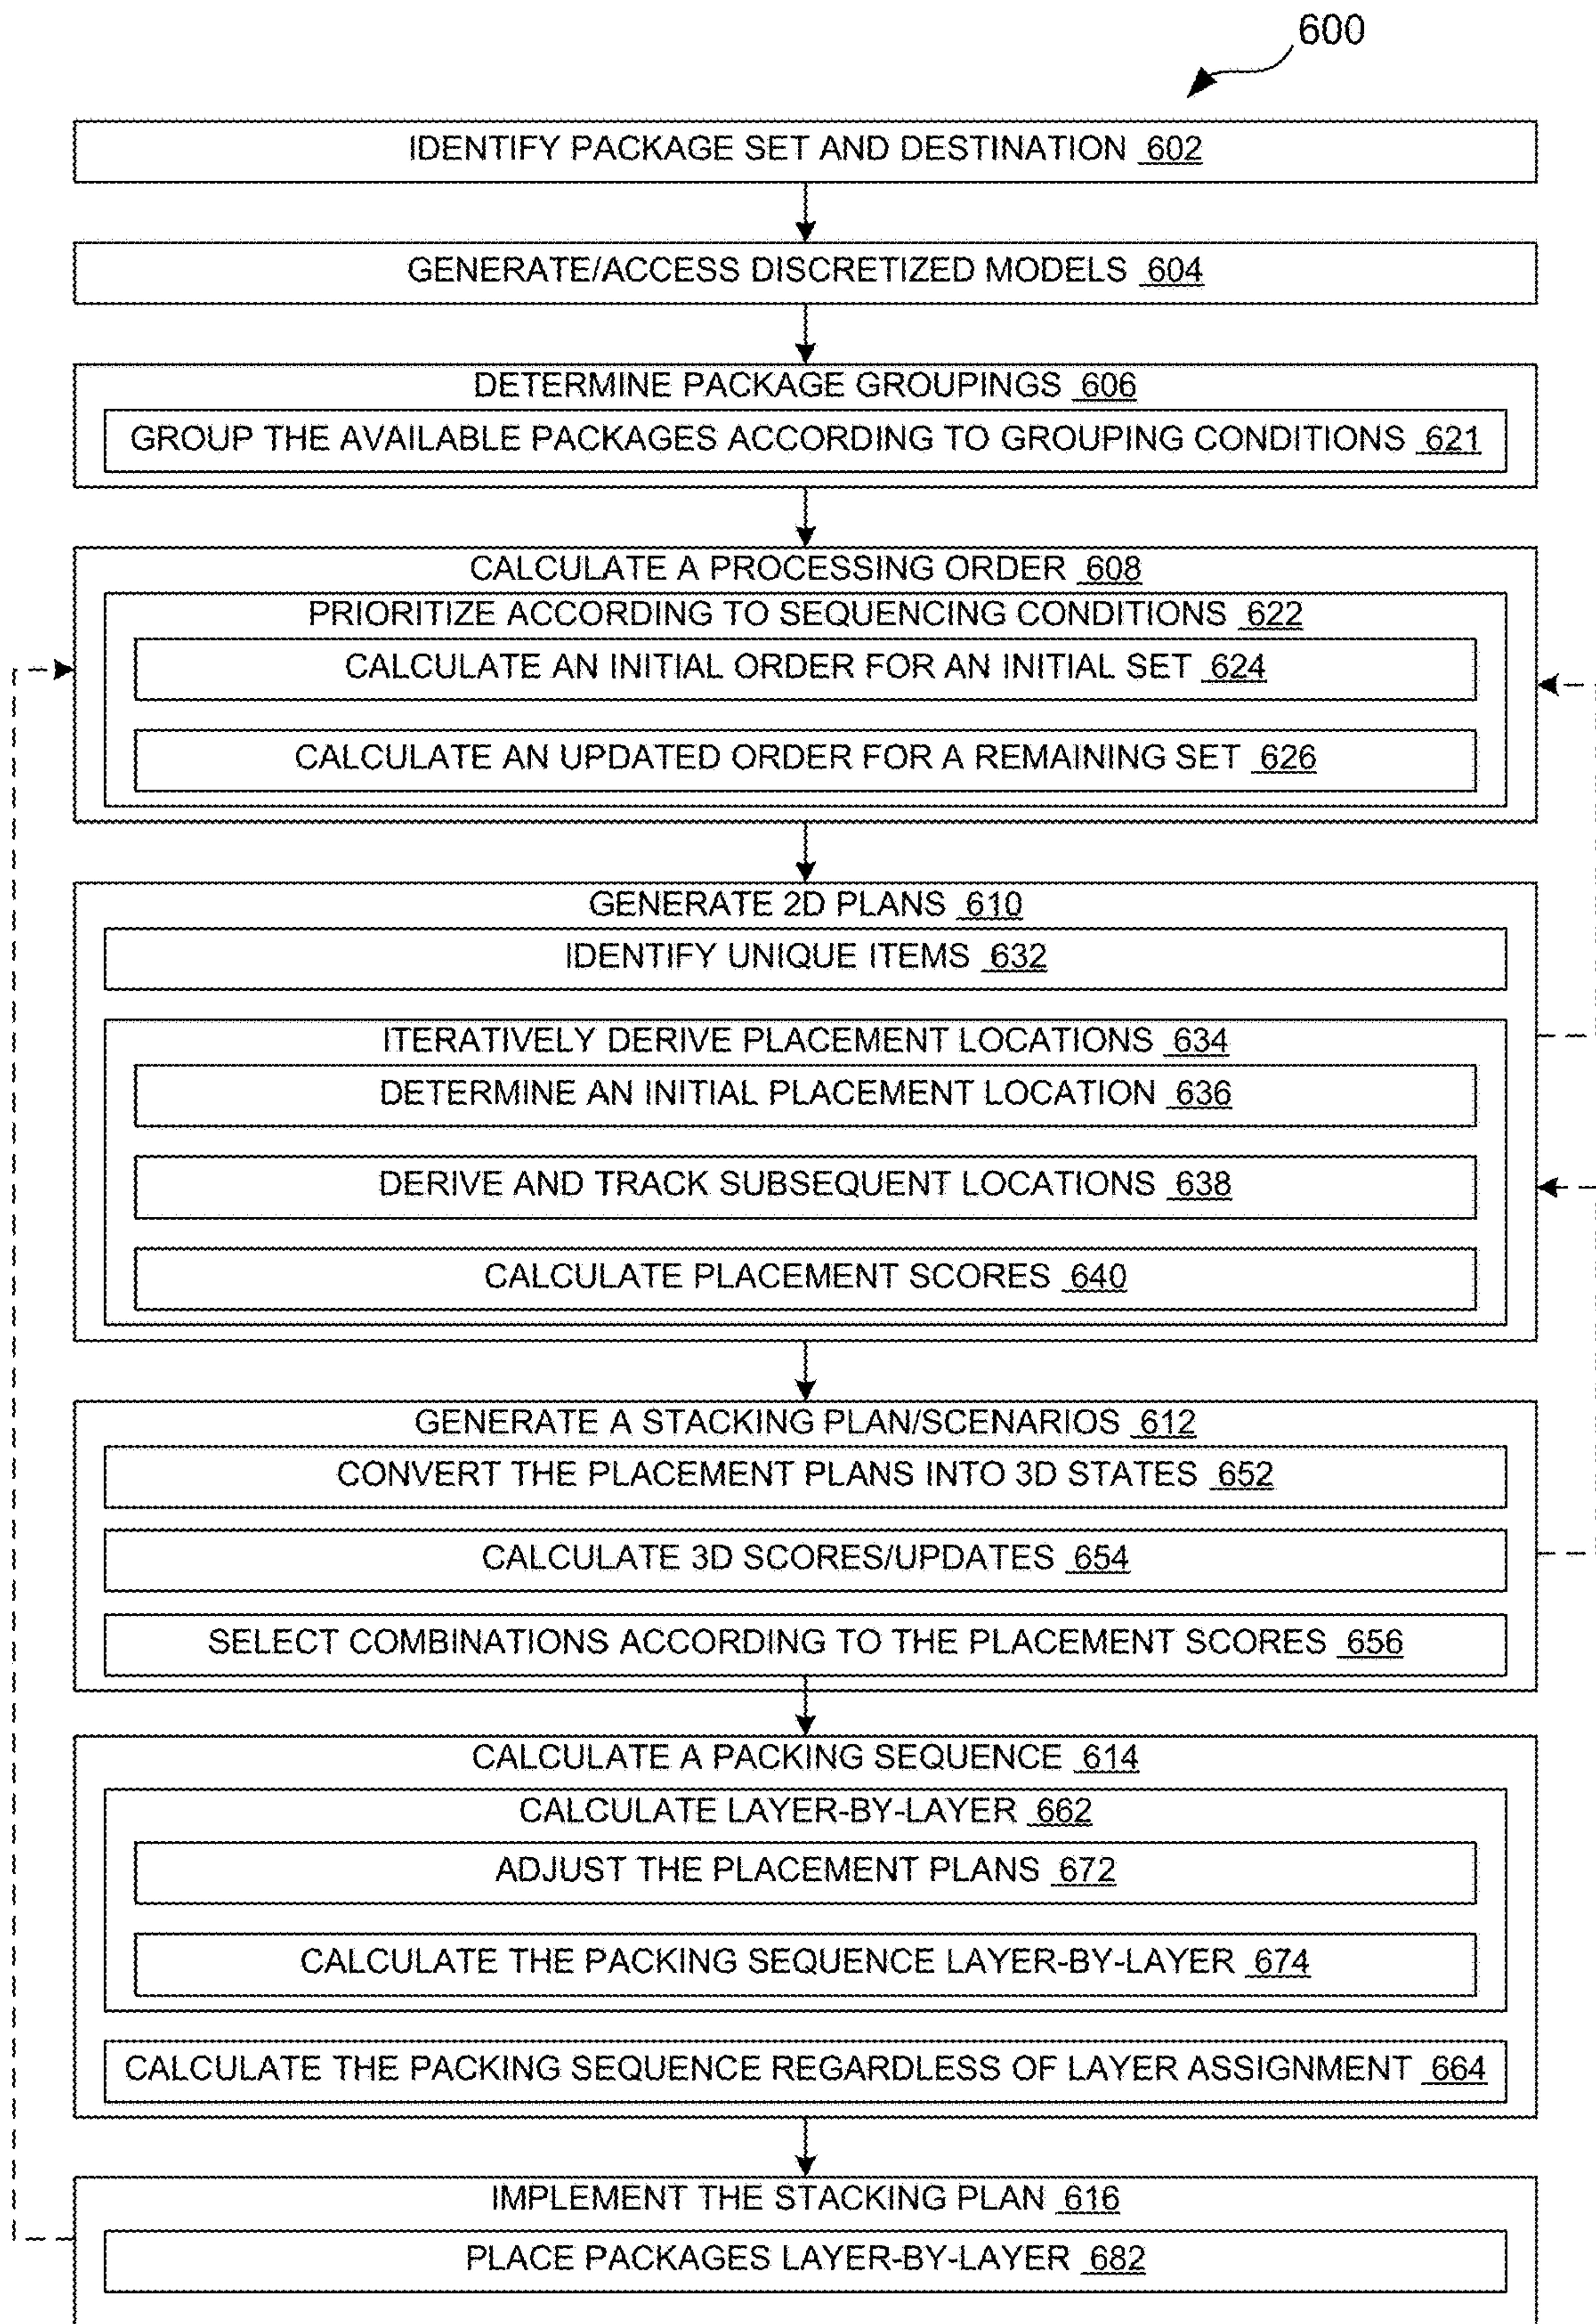 600
IDENTIFY PACKAGE SET AND DESTINATION 602
GENERATE/ACCESS DISCRETIZED MODELS 604
DETERMINE PACKAGE GROUPINGS 606
GROUP THE AVAILABLE PACKAGES ACCORDING TO GROUPING CONDITIONS 621
CALCULATE A PROCESSING ORDER 608
PRIORITIZE ACCORDING TO SEQUENCING CONDITIONS 622
CALCULATE AN INITIAL ORDER FOR AN INITIAL SET 624
CALCULATE AN UPDATED ORDER FOR A REMAINING SET 626
GENERATE 2D PLANS 610
IDENTIFY UNIQUE ITEMS 632
ITERATIVELY DERIVE PLACEMENT LOCATIONS 634
DETERMINE AN INITIAL PLACEMENT LOCATION 636
DERIVE AND TRACK SUBSEQUENT LOCATIONS 638
CALCULATE PLACEMENT SCORES 640
GENERATE A STACKING PLAN/SCENARIOS 612
CONVERT THE PLACEMENT PLANS INTO 3D STATES 652
CALCULATE 3D SCORES/UPDATES 654
SELECT COMBINATIONS ACCORDING TO THE PLACEMENT SCORES 656
CALCULATE A PACKING SEQUENCE 614
CALCULATE LAYER-BY-LAYER 662
ADJUST THE PLACEMENT PLANS 672
CALCULATE THE PACKING SEQUENCE LAYER-BY-LAYER 674
CALCULATE THE PACKING SEQUENCE REGARDLESS OF LAYER ASSIGNMENT 664
IMPLEMENT THE STACKING PLAN 616
PLACE PACKAGES LAYER-BY-LAYER 682